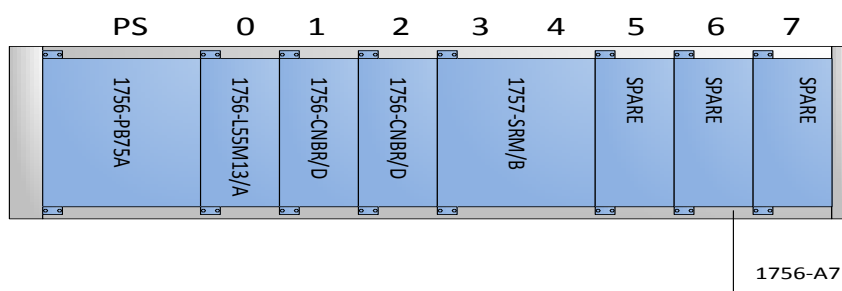 PS 0 1 2 3 4 5 6 7
1756-PB75A
1756-L55M13/A
1756-CNBR/D
1756-CNBR/D
1757-SRM/B
SPARE
SPARE
SPARE
1756-A7